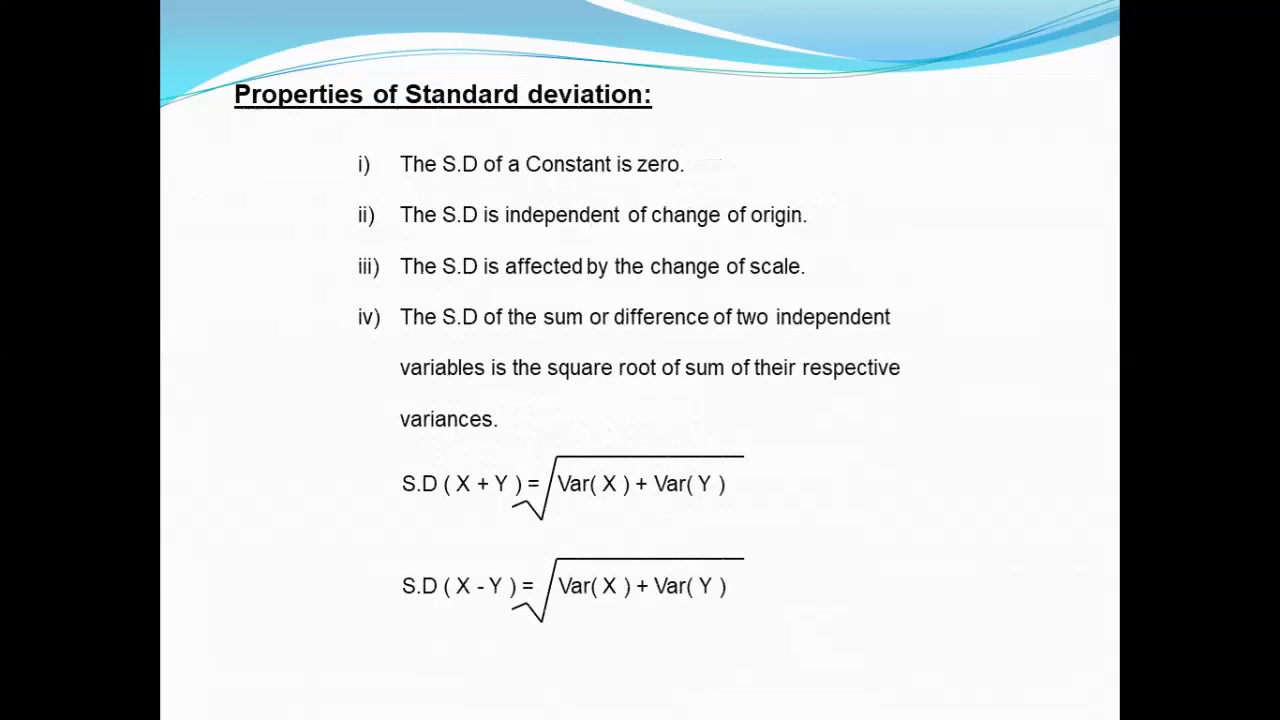 Properties of Standard deviation:
i) The S.D of a Constant is zero.
ii) The S.D is independent of change of origin.
iii) The S.D is affected by the change of scale.
iv) The S.D of the sum or difference of two independent
variables is the square root of sum of their respective
variances.
S.D ( X + Y ) = √Var( X ) + Var( Y )
S.D ( X - Y ) = √Var( X ) + Var( Y )